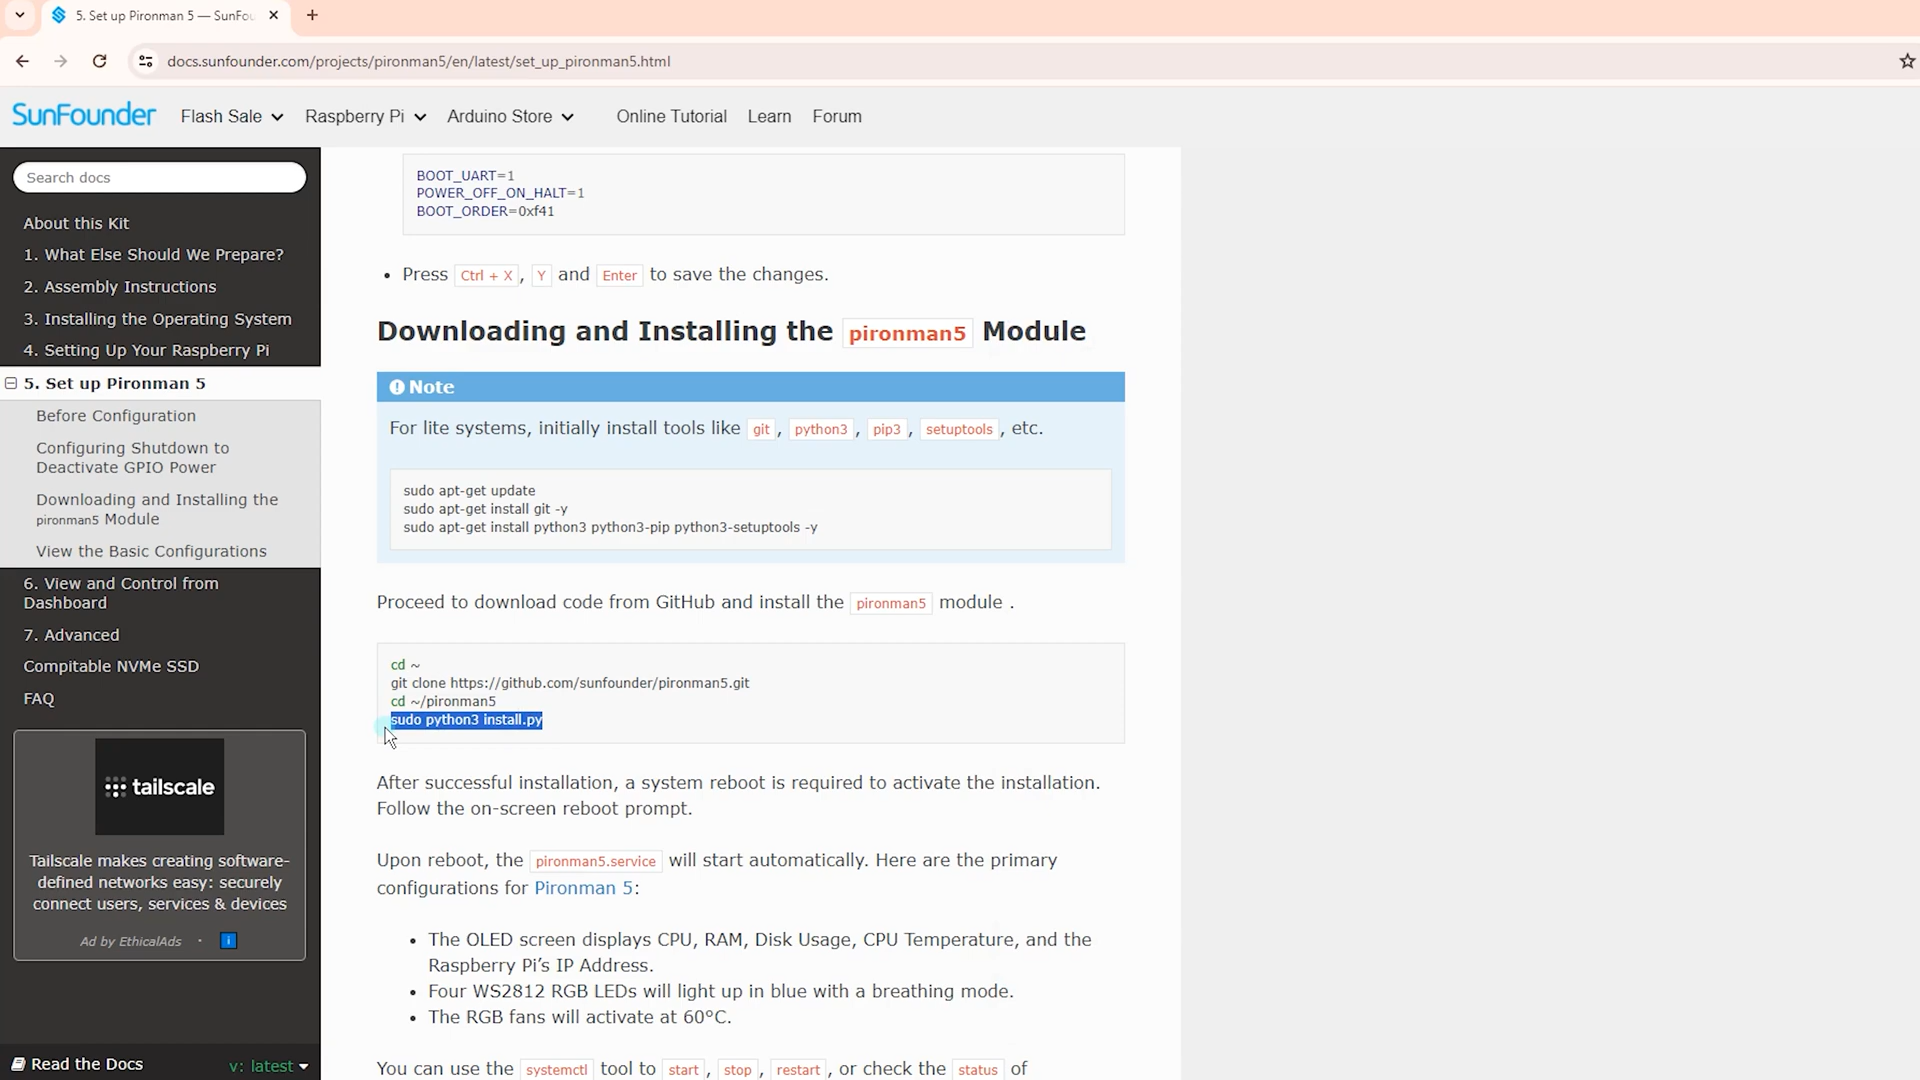 5. Set up Pironman 5 — SunFou
docs.sunfounder.com/projects/pironman5/en/latest/set_up_pironman5.html
SunFounder
Flash Sale
Raspberry Pi
Arduino Store
Online Tutorial
Learn
Forum
Search docs
About this Kit
1. What Else Should We Prepare?
2. Assembly Instructions
3. Installing the Operating System
4. Setting Up Your Raspberry Pi
5. Set up Pironman 5
Before Configuration
Configuring Shutdown to
Deactivate GPIO Power
Downloading and Installing the
pironman5 Module
View the Basic Configurations
6. View and Control from
Dashboard
7. Advanced
Compitable NVMe SSD
FAQ
tailscale
Tailscale makes creating software-
defined networks easy: securely
connect users, services & devices
Ad by EthicalAds · i
Read the Docs
v: latest
BOOT_UART=1
POWER_OFF_ON_HALT=1
BOOT_ORDER=0xf41
• Press Ctrl + X, Y and Enter to save the changes.
Downloading and Installing the pironman5 Module
Note
For lite systems, initially install tools like git, python3, pip3, setuptools, etc.
sudo apt-get update
sudo apt-get install git -y
sudo apt-get install python3 python3-pip python3-setuptools -y
Proceed to download code from GitHub and install the pironman5 module .
cd ~
git clone https://github.com/sunfounder/pironman5.git
cd ~/pironman5
sudo python3 install.py
After successful installation, a system reboot is required to activate the installation.
Follow the on-screen reboot prompt.
Upon reboot, the pironman5.service will start automatically. Here are the primary
configurations for Pironman 5:
• The OLED screen displays CPU, RAM, Disk Usage, CPU Temperature, and the
Raspberry Pi’s IP Address.
• Four WS2812 RGB LEDs will light up in blue with a breathing mode.
• The RGB fans will activate at 60°C.
You can use the systemctl tool to start, stop, restart, or check the status of